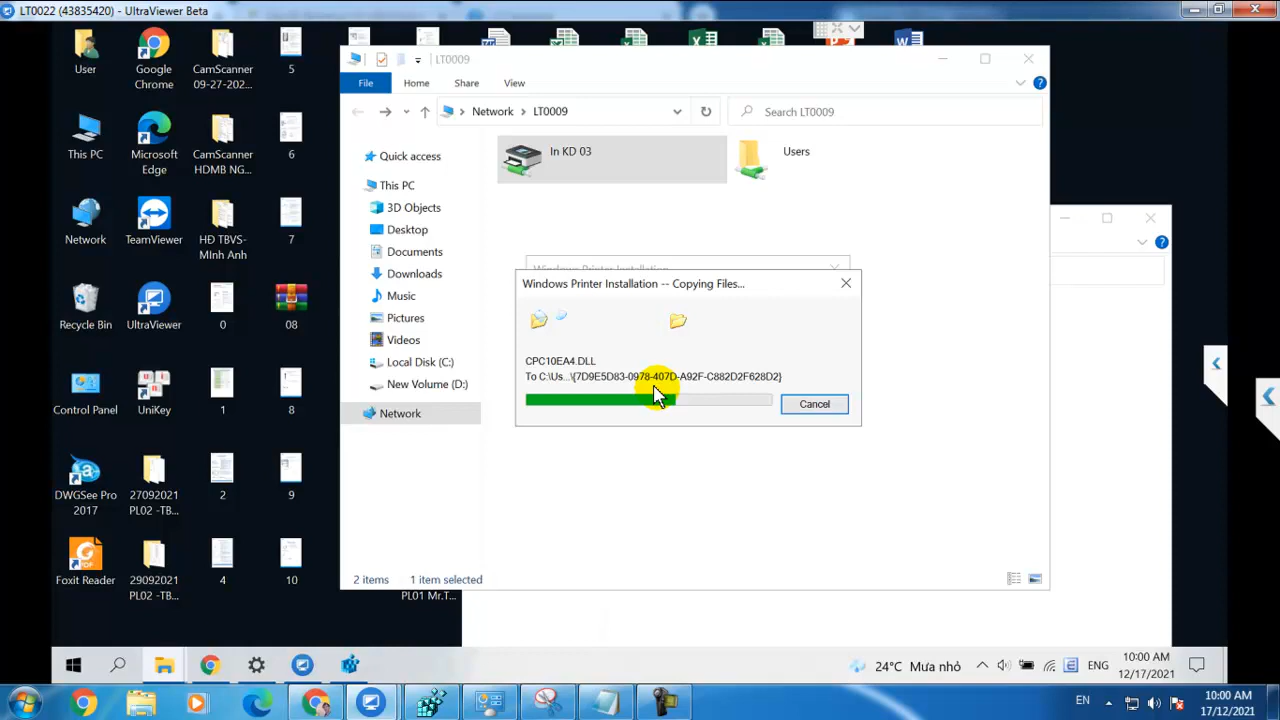 LT0022 (43835420) - UltraViewer Beta
User
Google
Chrome
CamScanner
09-27-202...
5
This PC
Microsoft
Edge
CamScanner
HDMB NG...
6
Network
TeamViewer
HĐ TBVS-
MInh Anh
7
Recycle Bin
UltraViewer
0
08
Control Panel
UniKey
1
8
DWGSee Pro
2017
27092021
PL02 -TB...
2
9
Foxit Reader
29092021
PL02 -TB...
4
10
PL01 Mr.T...
LT0009
File
Home
Share
View
Network
LT0009
Search LT0009
Quick access
This PC
3D Objects
Desktop
Documents
Downloads
Music
Pictures
Videos
Local Disk (C:)
New Volume (D:)
Network
In KD 03
Users
Windows Printer Installation
Windows Printer Installation -- Copying Files...
CPC10EA4.DLL
To C:\Us...\{7D9E5D83-0978-407D-A92F-C882D2F628D2}
Cancel
2 items
1 item selected
24°C Mưa nhỏ
ENG
10:00 AM
12/17/2021
EN
10:00 AM
17/12/2021